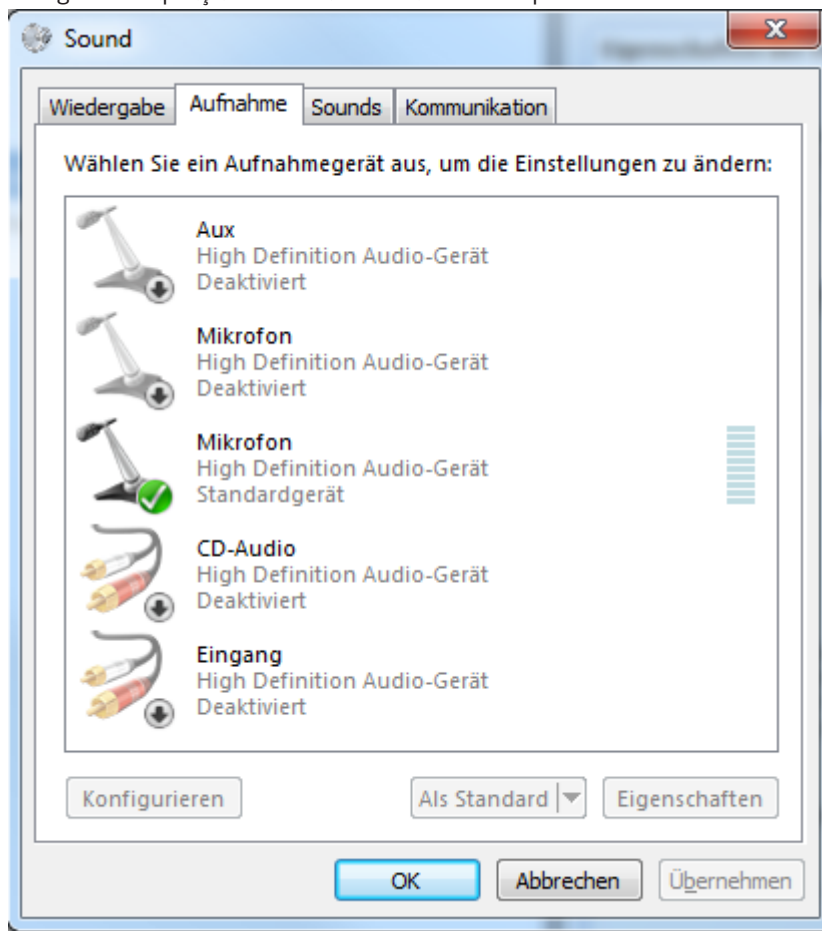 Sound
Wiedergabe Aufnahme Sounds Kommunikation
Wählen Sie ein Aufnahmegerät aus, um die Einstellungen zu ändern:
Aux
High Definition Audio-Gerät
Deaktiviert
Mikrofon
High Definition Audio-Gerät
Deaktiviert
Mikrofon
High Definition Audio-Gerät
Standardgerät
CD-Audio
High Definition Audio-Gerät
Deaktiviert
Eingang
High Definition Audio-Gerät
Deaktiviert
Konfigurieren Als Standard Eigenschaften
OK Abbrechen Übernehmen